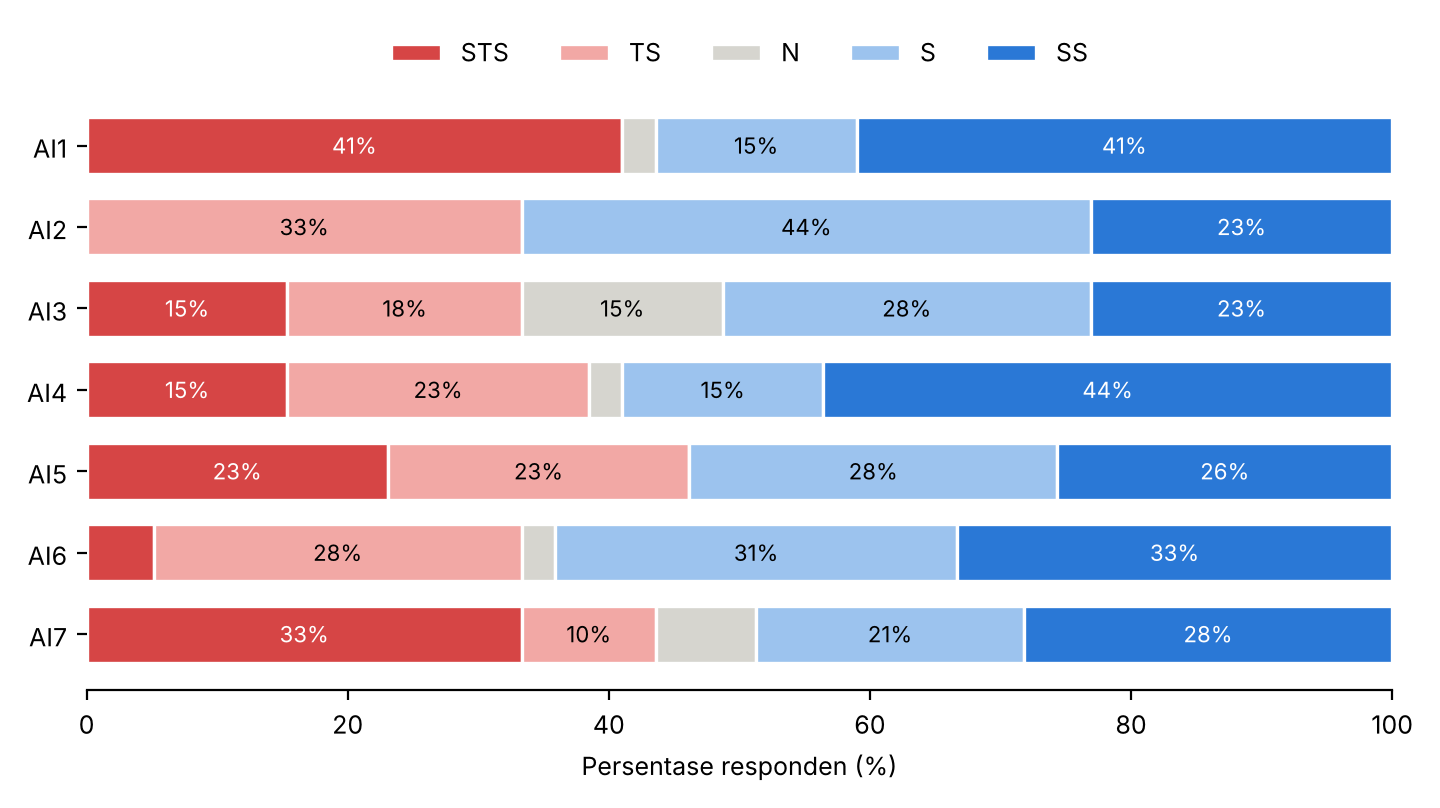 STS TS N S SS
AI1 41% 15% 41%
AI2 33% 44% 23%
AI3 15% 18% 15% 28% 23%
AI4 15% 23% 15% 44%
AI5 23% 23% 28% 26%
AI6 28% 31% 33%
AI7 33% 10% 21% 28%
0 20 40 60 80 100
Persentase responden (%)